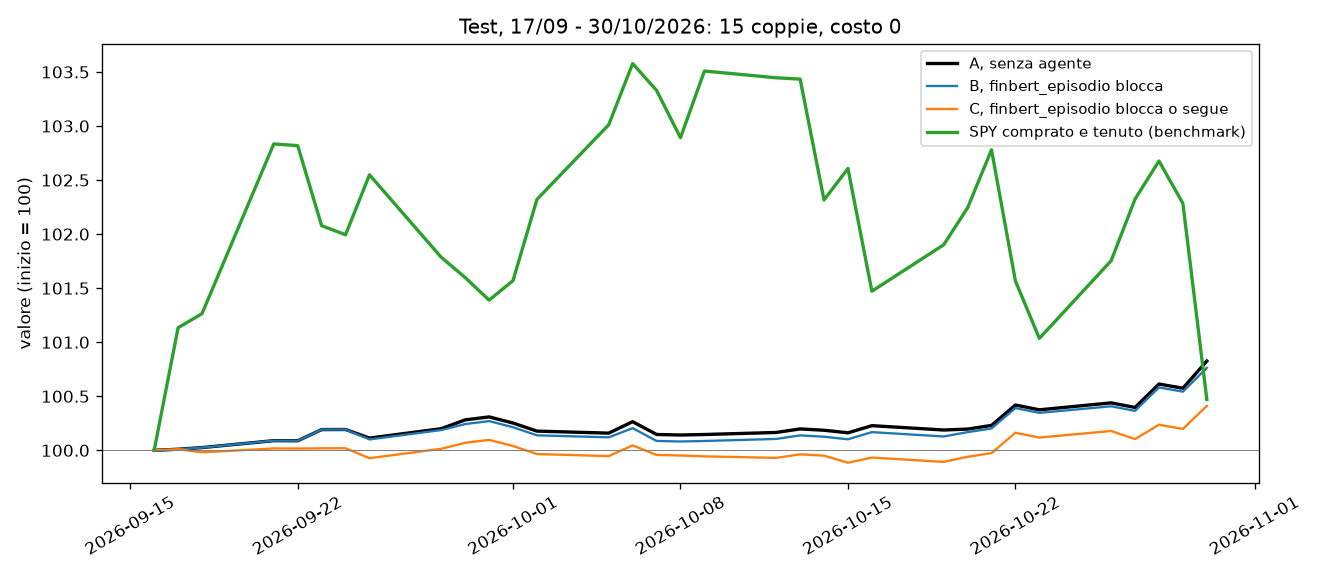 Test, 17/09 - 30/10/2026: 15 coppie, costo 0
A, senza agente
B, finbert_episodio blocca
C, finbert_episodio blocca o segue
SPY comprato e tenuto (benchmark)
valore (inizio = 100)
103.5
103.0
102.5
102.0
101.5
101.0
100.5
100.0
2026-09-15
2026-09-22
2026-10-01
2026-10-08
2026-10-15
2026-10-22
2026-11-01